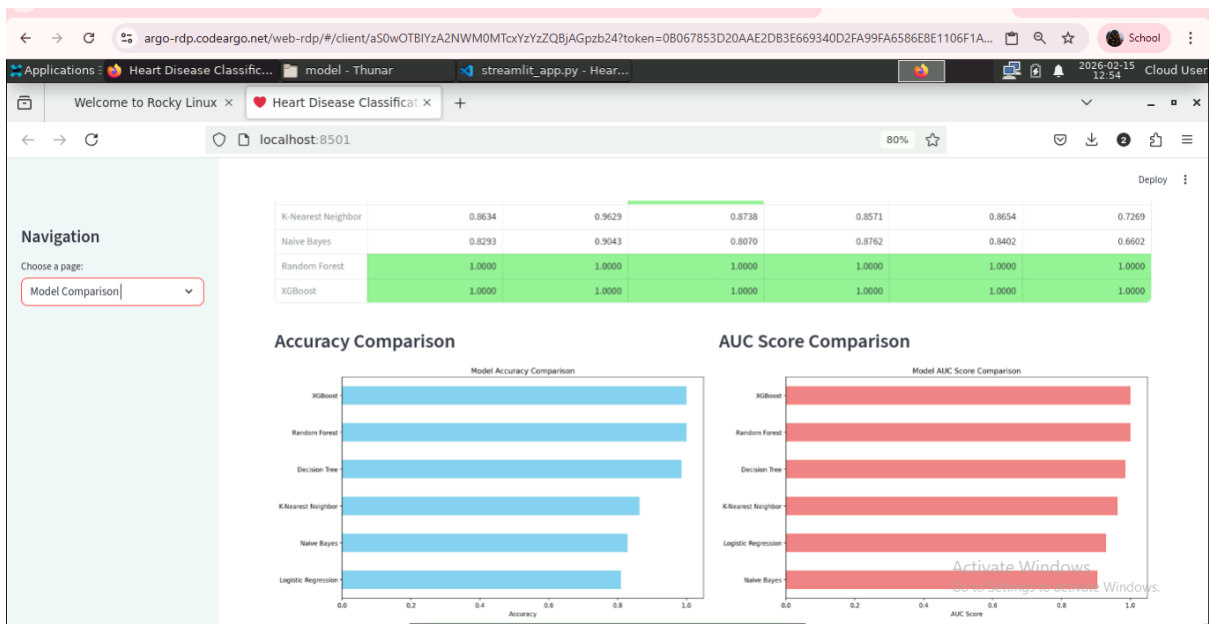 argo-rdp.codeargo.net/web-rdp/#/client/aS0wOTBIYzA2NWM0MTcxYzYzZQBjAGpzb24?token=0B067853D20AAE2DB3E669340D2FA99FA6586E8E1106F1A...
School
Applications
Heart Disease Classific...
model - Thunar
streamlit_app.py - Hear...
2026-02-15
12:54
Cloud User
Welcome to Rocky Linux
Heart Disease Classificat
localhost:8501
80%
2
Deploy
Navigation
Choose a page:
Model Comparison
K-Nearest Neighbor 0.8634 0.9629 0.8738 0.8571 0.8654 0.7269
Naive Bayes 0.8293 0.9043 0.8070 0.8762 0.8402 0.6602
Random Forest 1.0000 1.0000 1.0000 1.0000 1.0000 1.0000
XGBoost 1.0000 1.0000 1.0000 1.0000 1.0000 1.0000
Accuracy Comparison
Model Accuracy Comparison
XGBoost
Random Forest
Decision Tree
K-Nearest Neighbor
Naive Bayes
Logistic Regression
0.0 0.2 0.4 0.6 0.8 1.0
Accuracy
AUC Score Comparison
Model AUC Score Comparison
XGBoost
Random Forest
Decision Tree
K-Nearest Neighbor
Logistic Regression
Naive Bayes
0.0 0.2 0.4 0.6 0.8 1.0
AUC Score
Activate Windows
Go to Settings to activate Windows.